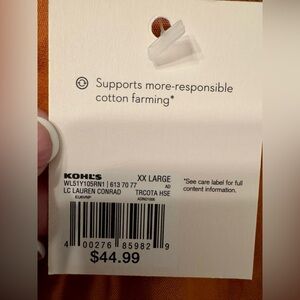 Supports more-responsible
cotton farming*
KOHL'S XX LARGE
WL51Y105RN1 | 613 70 77 AD
LC LAUREN CONRAD TRCOTA HSE
*See care label for full
content information.
4 00276 85982 9
$44.99